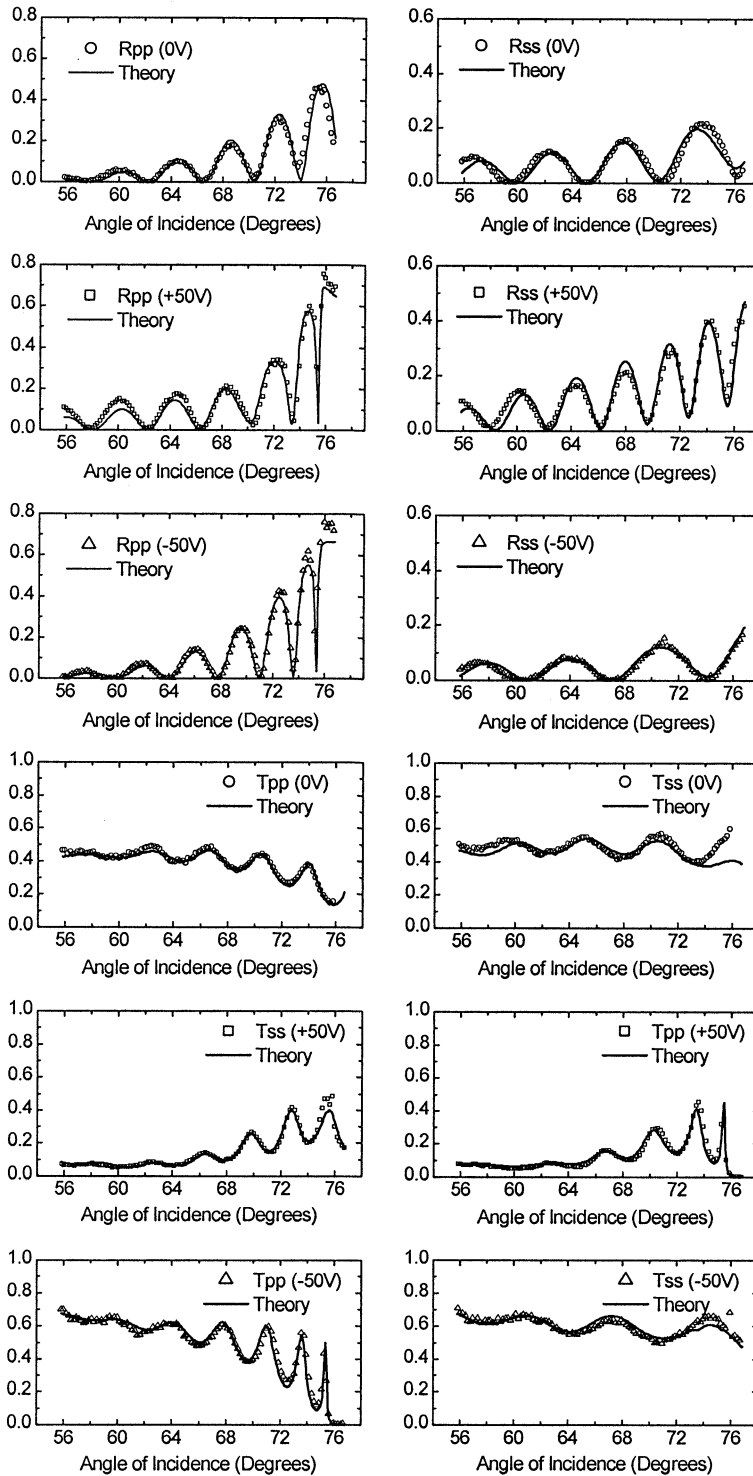 Rpp (0V)
Theory
0.8
0.6
0.4
0.2
0.0
56 60 64 68 72 76
Angle of Incidence (Degrees)
Rss (0V)
Theory
0.6
0.4
0.2
0.0
56 60 64 68 72 76
Angle of Incidence (Degrees)
Rpp (+50V)
Theory
0.8
0.6
0.4
0.2
0.0
56 60 64 68 72 76
Angle of Incidence (Degrees)
Rss (+50V)
Theory
0.6
0.4
0.2
0.0
56 60 64 68 72 76
Angle of Incidence (Degrees)
Rpp (-50V)
Theory
0.8
0.6
0.4
0.2
0.0
56 60 64 68 72 76
Angle of Incidence (Degrees)
Rss (-50V)
Theory
0.6
0.4
0.2
0.0
56 60 64 68 72 76
Angle of Incidence (Degrees)
Tpp (0V)
Theory
1.0
0.8
0.6
0.4
0.2
0.0
56 60 64 68 72 76
Angle of Incidence (Degrees)
Tss (0V)
Theory
1.0
0.8
0.6
0.4
0.2
0.0
56 60 64 68 72 76
Angle of Incidence (Degrees)
Tss (+50V)
Theory
1.0
0.8
0.6
0.4
0.2
0.0
56 60 64 68 72 76
Angle of Incidence (Degrees)
Tpp (+50V)
Theory
1.0
0.8
0.6
0.4
0.2
0.0
56 60 64 68 72 76
Angle of Incidence (Degrees)
Tpp (-50V)
Theory
1.0
0.8
0.6
0.4
0.2
0.0
56 60 64 68 72 76
Angle of Incidence (Degrees)
Tss (-50V)
Theory
1.0
0.8
0.6
0.4
0.2
0.0
56 60 64 68 72 76
Angle of Incidence (Degrees)